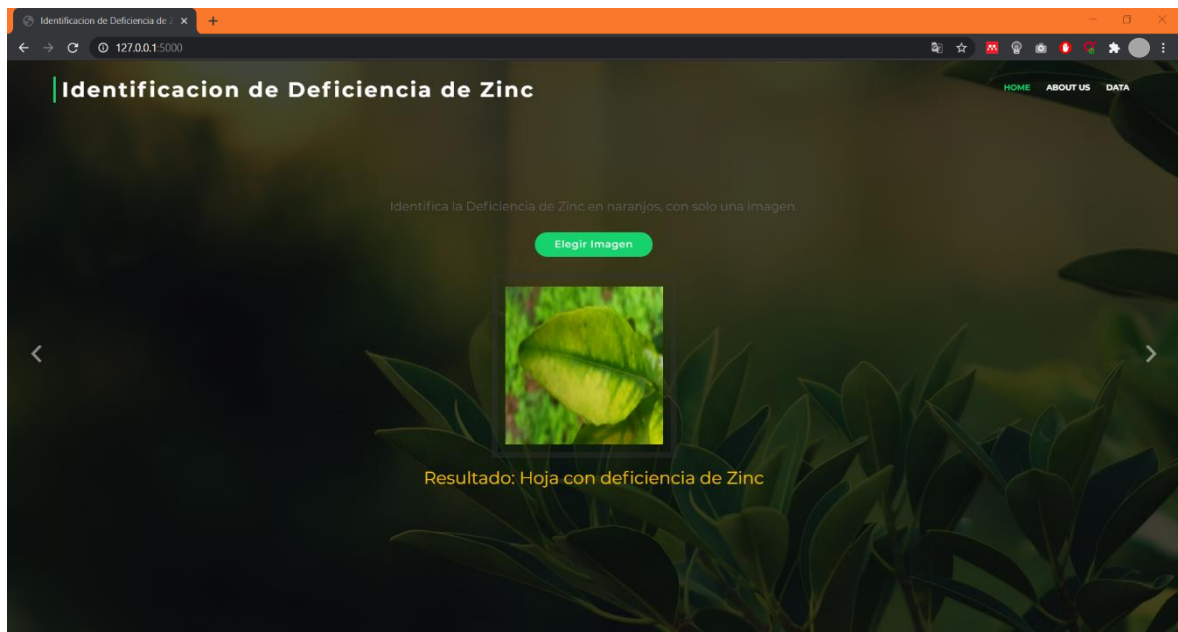 Identificacion de Deficiencia de Z
127.0.0.1:5000
Identificacion de Deficiencia de Zinc
HOME ABOUT US DATA
Identifica la Deficiencia de Zinc en naranjos, con solo una imagen.
Elegir Imagen
Resultado: Hoja con deficiencia de Zinc